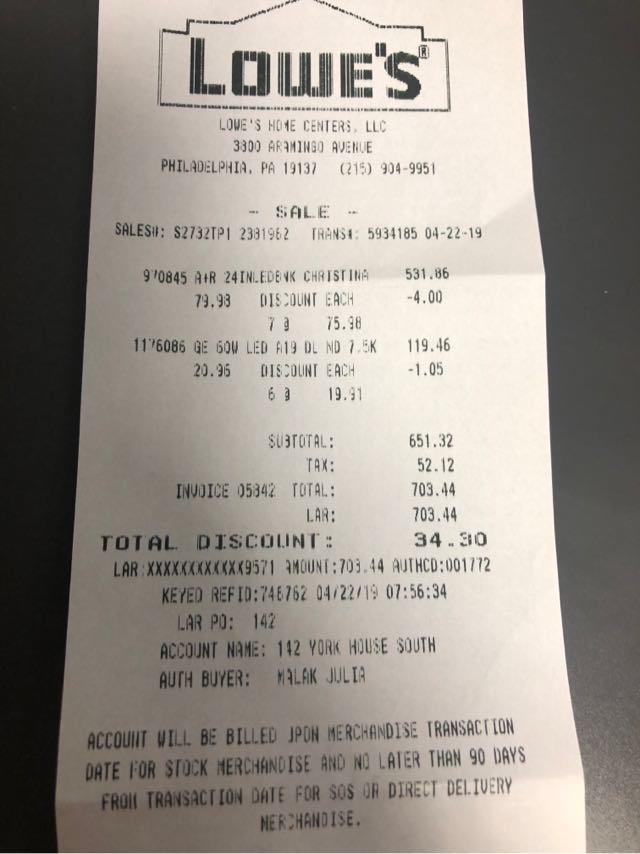 LOWE'S®
LOWE'S HOME CENTERS, LLC
3800 ARAMINGO AVENUE
PHILADELPHIA, PA 19137 (215) 904-9951
- SALE -
SALES#: S2732TP1 2381962 TRANS#: 5934185 04-22-19
970845 A+R 24INLEDBNK CHRISTINA 531.86
79.98 DISCOUNT EACH -4.00
7 @ 75.98
1176086 GE 60W LED A19 DL ND 7.5K 119.46
20.96 DISCOUNT EACH -1.05
6 @ 19.91
SUBTOTAL: 651.32
TAX: 52.12
INVOICE 05842 TOTAL: 703.44
LAR: 703.44
TOTAL DISCOUNT: 34.30
LAR:XXXXXXXXXXXX9571 AMOUNT:703.44 AUTHCD:001772
KEYED REFID:746762 04/22/19 07:56:34
LAR PO: 142
ACCOUNT NAME: 142 YORK HOUSE SOUTH
AUTH BUYER: MALAK JULIA
ACCOUNT WILL BE BILLED UPON MERCHANDISE TRANSACTION
DATE FOR STOCK MERCHANDISE AND NO LATER THAN 90 DAYS
FROM TRANSACTION DATE FOR SOS OR DIRECT DELIVERY
MERCHANDISE.